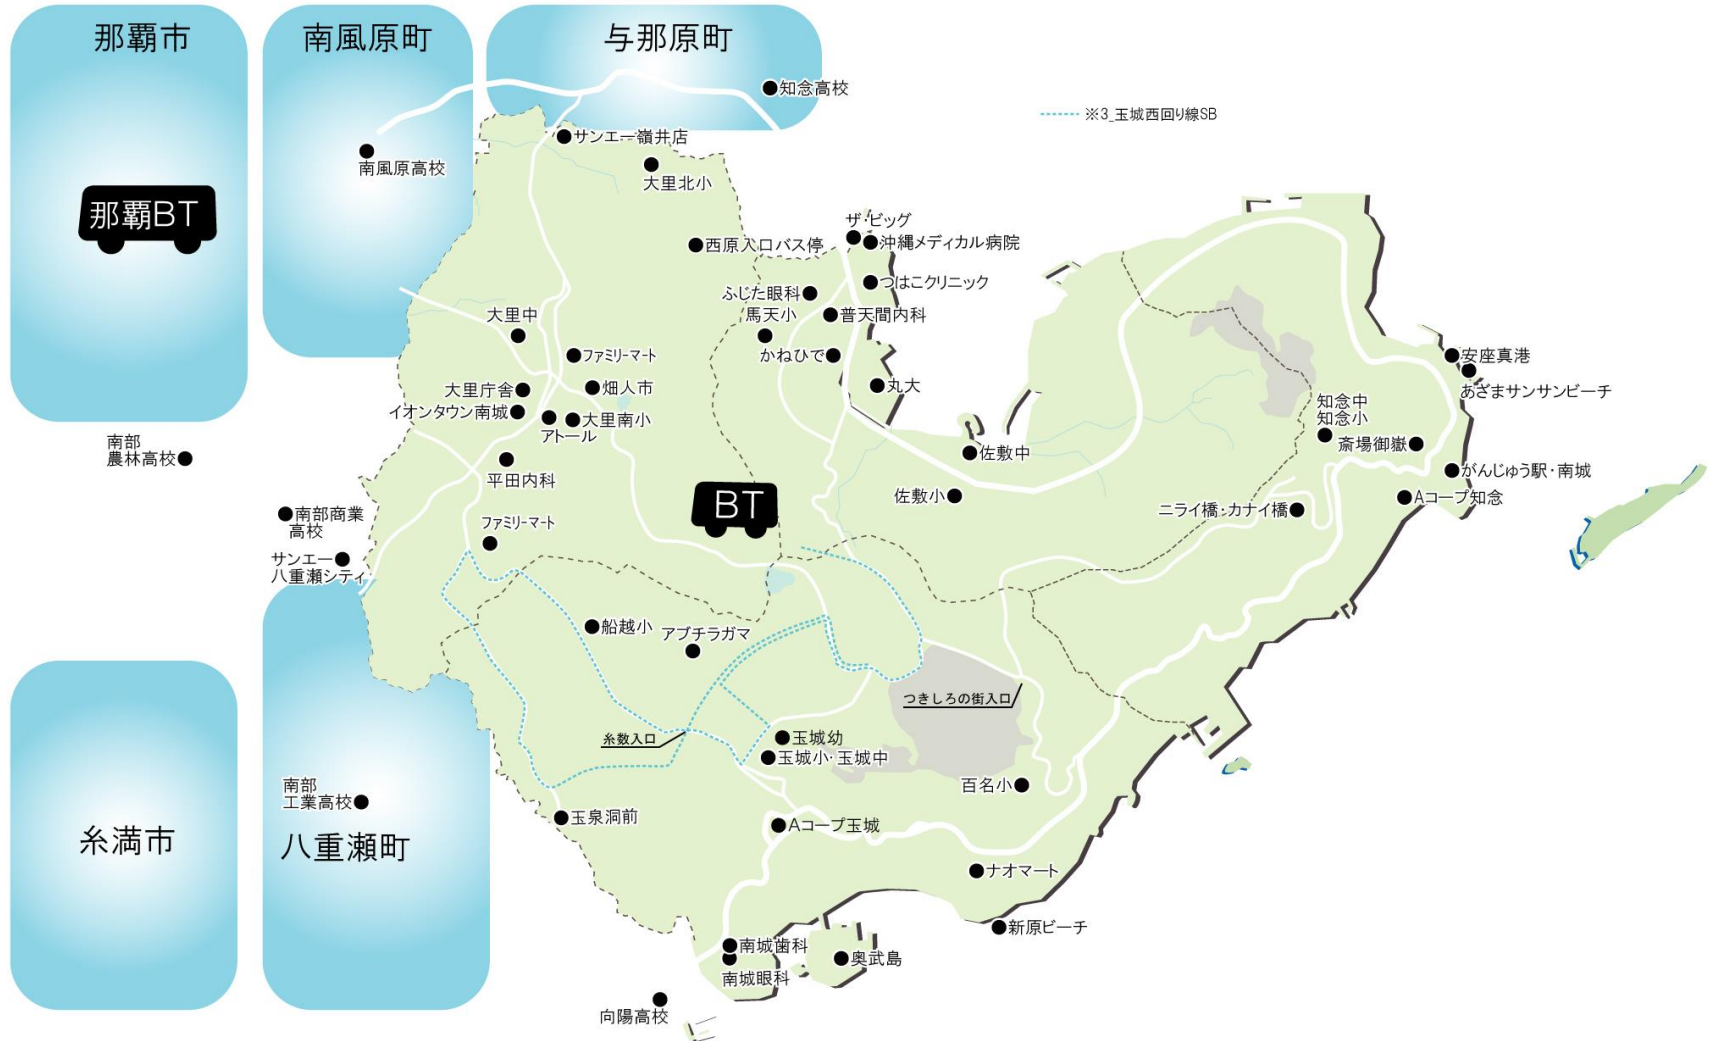 那覇市
南風原町
与那原町
知念高校
※3_玉城西回り線SB
サンエー嶺井店
南風原高校
大里北小
那覇BT
ザ・ビッグ
西原入口バス停
沖縄メディカル病院
つはこクリニック
ふじた眼科
馬天小
普天間内科
大里中
かねひで
ファミリーマート
安座真港
丸大
あざまサンサンビーチ
大里庁舎
畑人市
イオンタウン南城
大里南小
アトール
知念中
知念小
斎場御嶽
南部
農林高校
佐敷中
がんじゅう駅・南城
平田内科
佐敷小
Aコープ知念
BT
ニライ橋・カナイ橋
南部商業
高校
ファミリーマート
サンエー
八重瀬シティ
船越小
アブチラガマ
つきしろの街入口
糸数入口
玉城幼
玉城小・玉城中
百名小
南部
工業高校
玉泉洞前
Aコープ玉城
糸満市
八重瀬町
ナオマート
新原ビーチ
南城歯科
奥武島
南城眼科
向陽高校